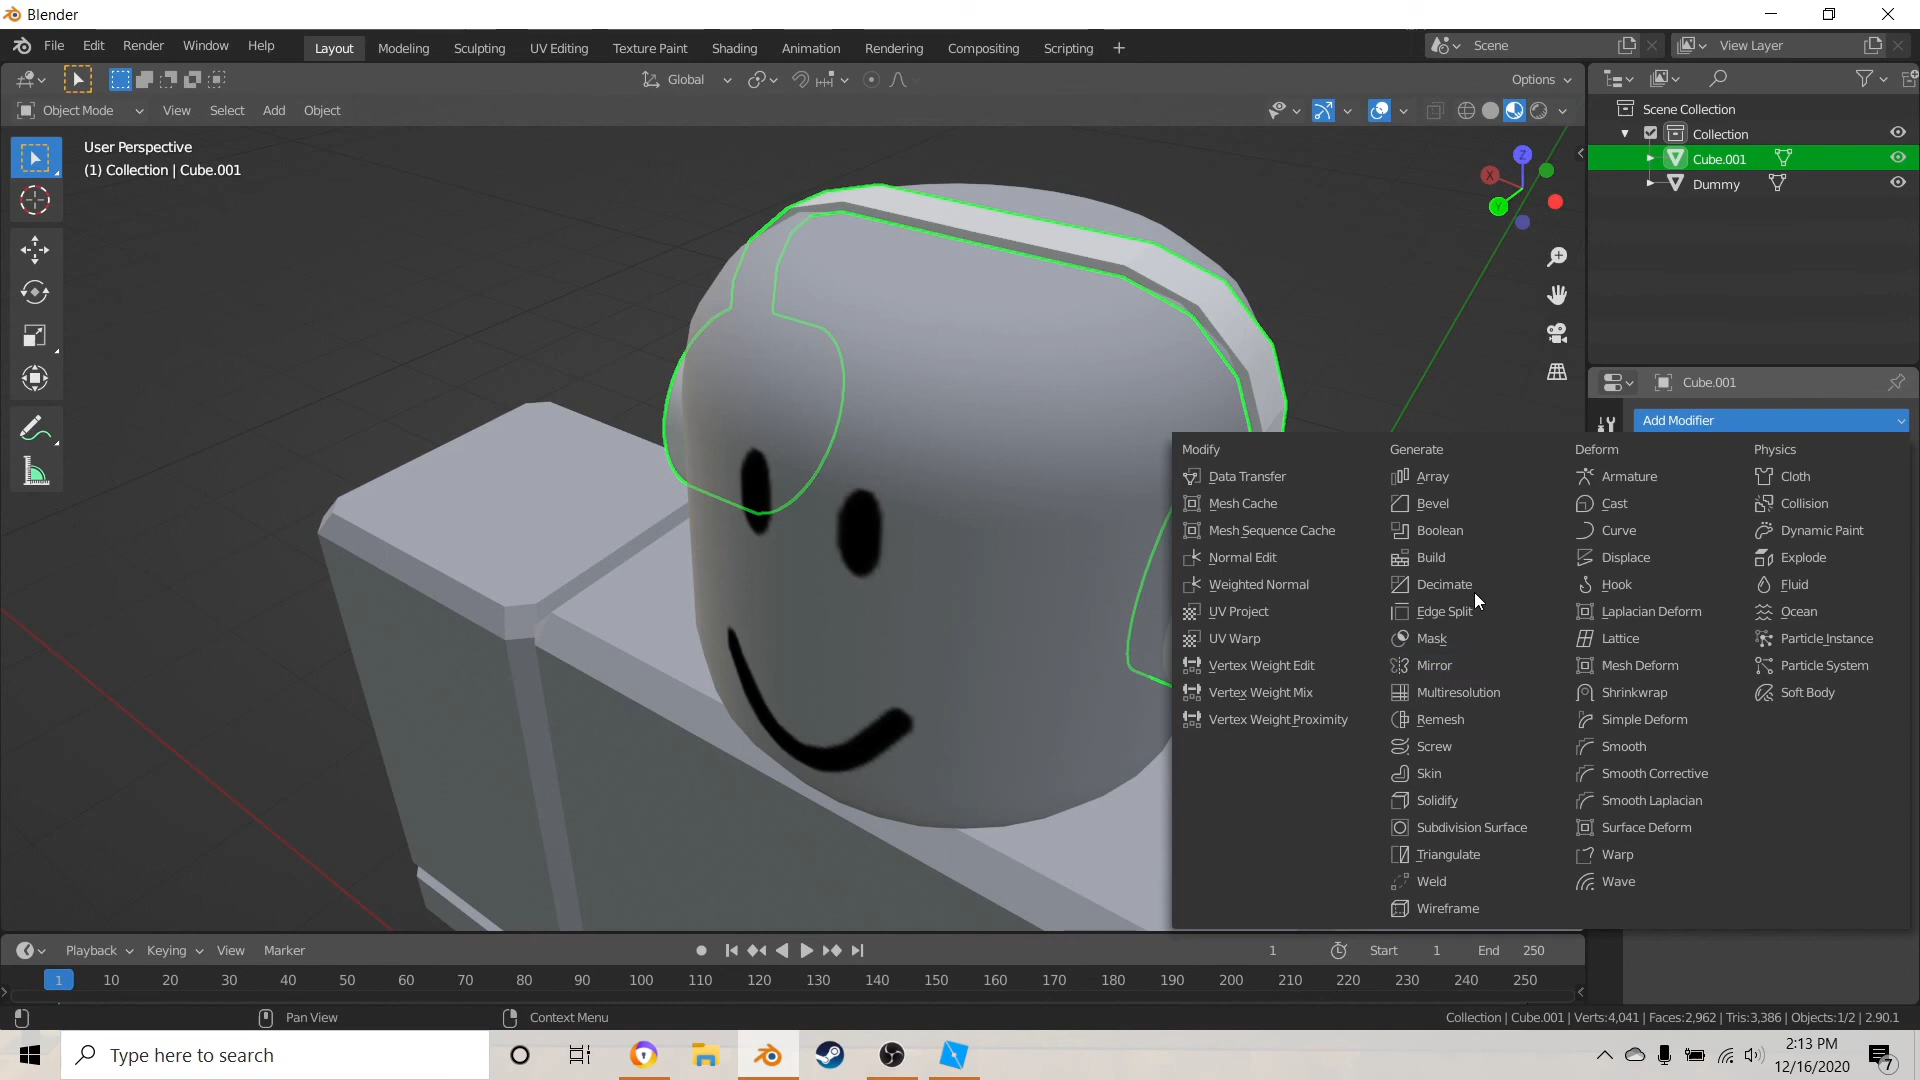 Blender
File Edit Render Window Help Layout Modeling Sculpting UV Editing Texture Paint Shading Animation Rendering Compositing Scripting + Scene View Layer
Global Options
Object Mode View Select Add Object
User Perspective
(1) Collection | Cube.001
Z
X
Y
Scene Collection
Collection
Cube.001
Dummy
Cube.001
Add Modifier
Modify
Data Transfer
Mesh Cache
Mesh Sequence Cache
Normal Edit
Weighted Normal
UV Project
UV Warp
Vertex Weight Edit
Vertex Weight Mix
Vertex Weight Proximity
Generate
Array
Bevel
Boolean
Build
Decimate
Edge Split
Mask
Mirror
Multiresolution
Remesh
Screw
Skin
Solidify
Subdivision Surface
Triangulate
Weld
Wireframe
Deform
Armature
Cast
Curve
Displace
Hook
Laplacian Deform
Lattice
Mesh Deform
Shrinkwrap
Simple Deform
Smooth
Smooth Corrective
Smooth Laplacian
Surface Deform
Warp
Wave
Physics
Cloth
Collision
Dynamic Paint
Explode
Fluid
Ocean
Particle Instance
Particle System
Soft Body
Playback Keying View Marker 1 Start 1 End 250
1 10 20 30 40 50 60 70 80 90 100 110 120 130 140 150 160 170 180 190 200 210 220 230 240 250
Pan View Context Menu Collection | Cube.001 | Verts:4,041 | Faces:2,962 | Tris:3,386 | Objects:1/2 | 2.90.1
Type here to search
2:13 PM
12/16/2020
7